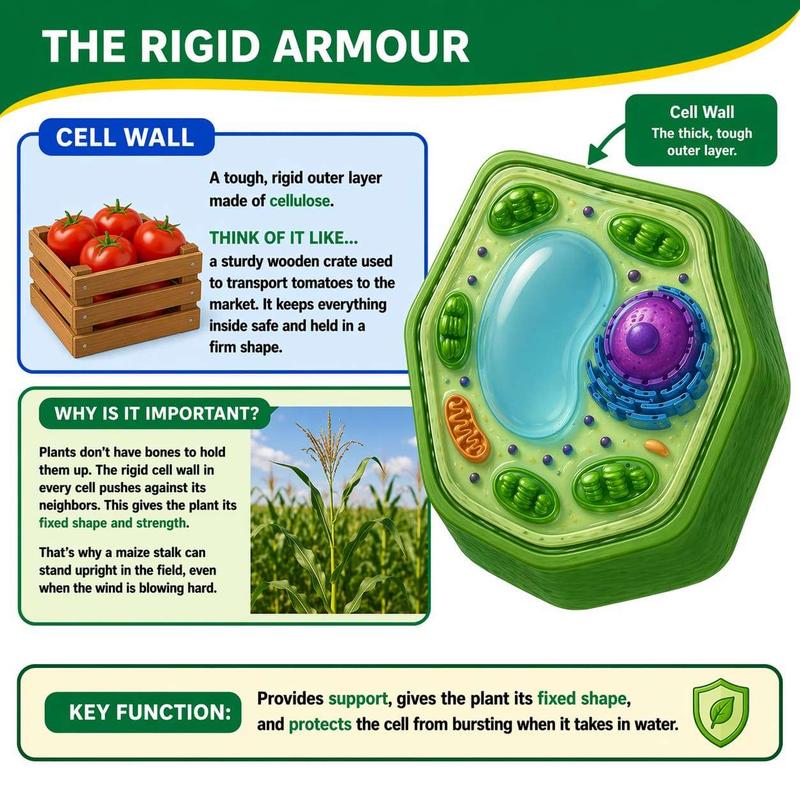 THE RIGID ARMOUR
CELL WALL
A tough, rigid outer layer
made of cellulose.
THINK OF IT LIKE...
a sturdy wooden crate used
to transport tomatoes to the
market. It keeps everything
inside safe and held in a
firm shape.
Cell Wall
The thick, tough
outer layer.
WHY IS IT IMPORTANT?
Plants don't have bones to hold
them up. The rigid cell wall in
every cell pushes against its
neighbors. This gives the plant its
fixed shape and strength.
That's why a maize stalk can
stand upright in the field, even
when the wind is blowing hard.
KEY FUNCTION:
Provides support, gives the plant its fixed shape,
and protects the cell from bursting when it takes in water.